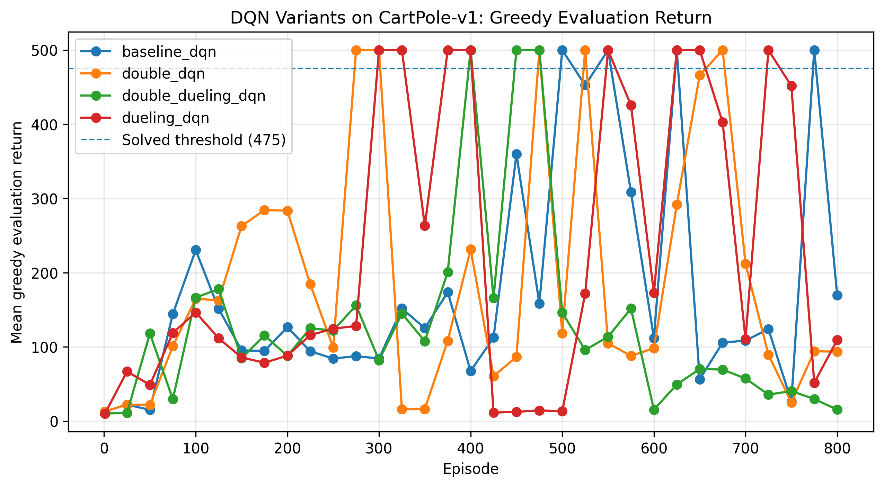 DQN Variants on CartPole-v1: Greedy Evaluation Return
Mean greedy evaluation return
500
400
300
200
100
0
baseline_dqn
double_dqn
double_dueling_dqn
dueling_dqn
Solved threshold (475)
0 100 200 300 400 500 600 700 800
Episode